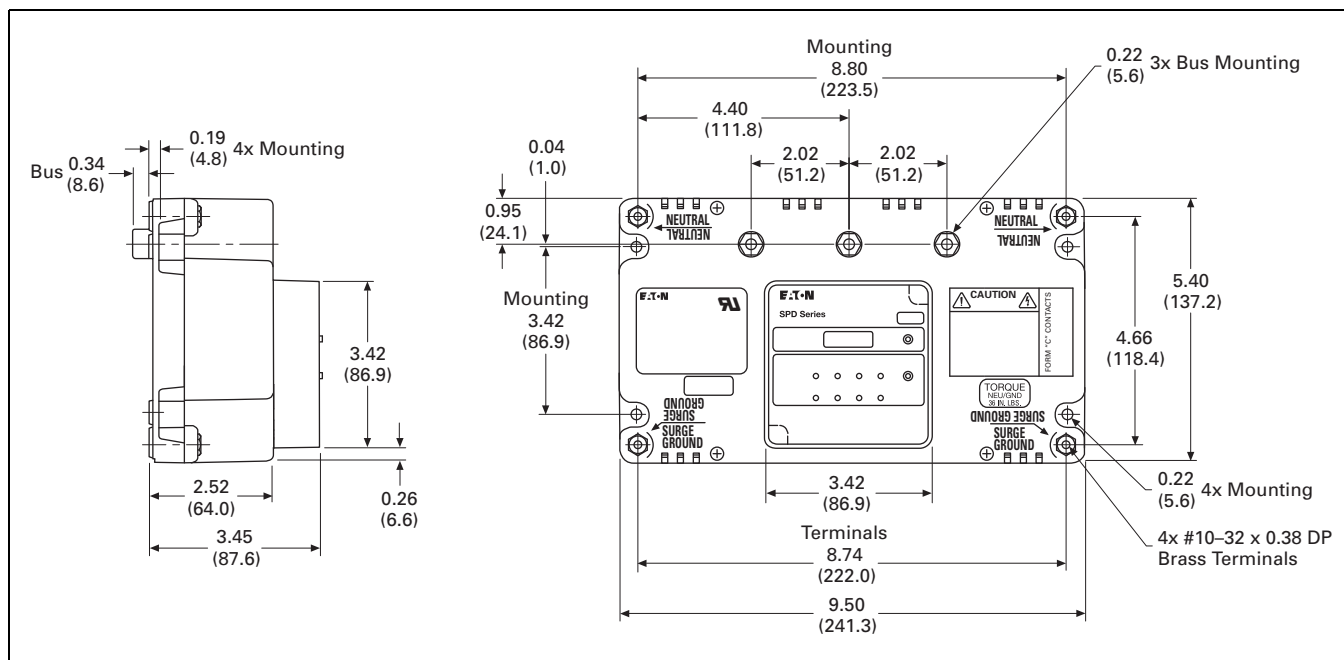 0.19
(4.8)
4x Mounting
Bus
0.34
(8.6)
3.42
(86.9)
2.52
(64.0)
0.26
(6.6)
3.45
(87.6)
Mounting
8.80
(223.5)
0.22
(5.6)
3x Bus Mounting
4.40
(111.8)
0.04
(1.0)
2.02
(51.2)
2.02
(51.2)
0.95
(24.1)
NEUTRAL
NEUTRAL
NEUTRAL
NEUTRAL
Mounting
3.42
(86.9)
5.40
(137.2)
4.66
(118.4)
EATON
RU
EATON
SPD Series
CAUTION
FORM "C" CONTACTS
TORQUE
NEU/GND
36 IN. LBS.
SURGE
GROUND
SURGE
GROUND
SURGE GROUND
SURGE
GROUND
3.42
(86.9)
0.22
(5.6)
4x Mounting
Terminals
8.74
(222.0)
4x #10–32 x 0.38 DP
Brass Terminals
9.50
(241.3)